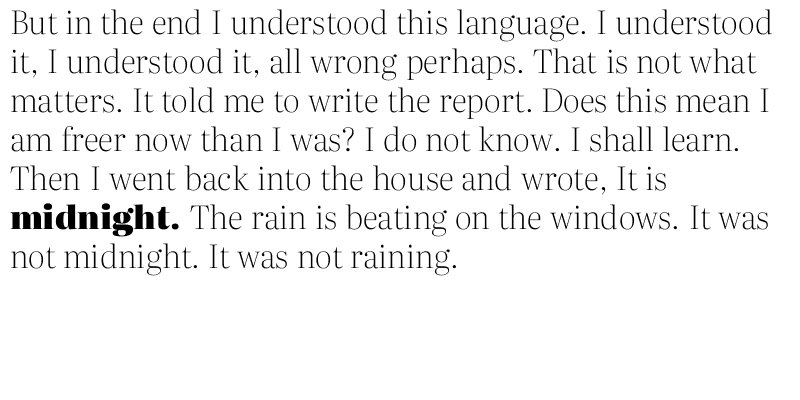 But in the end I understood this language. I understood
it, I understood it, all wrong perhaps. That is not what
matters. It told me to write the report. Does this mean I
am freer now than I was? I do not know. I shall learn.
Then I went back into the house and wrote, It is
midnight. The rain is beating on the windows. It was
not midnight. It was not raining.